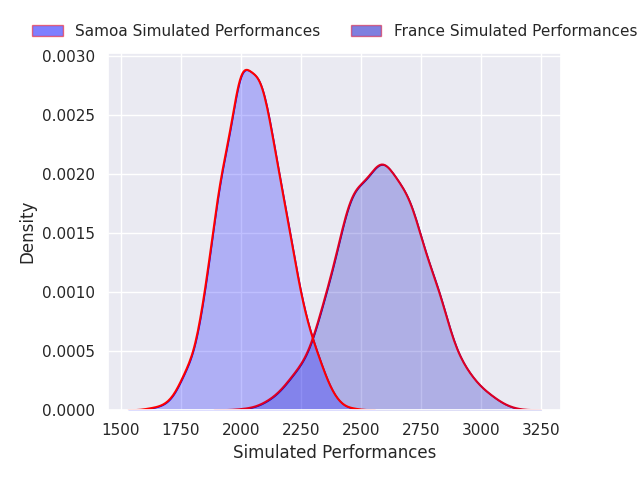 Samoa Simulated Performances
France Simulated Performances
0.0030
0.0025
0.0020
0.0015
0.0010
0.0005
0.0000
Density
1500 1750 2000 2250 2500 2750 3000 3250
Simulated Performances